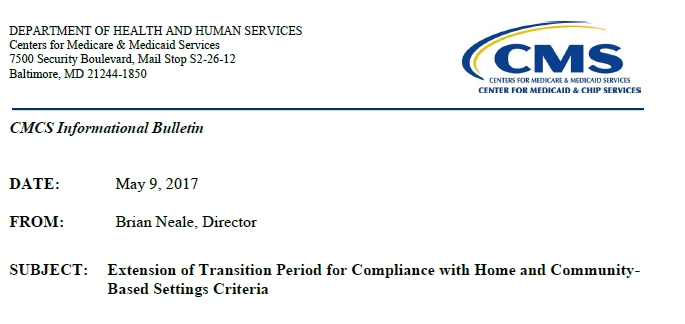 DEPARTMENT OF HEALTH AND HUMAN SERVICES
Centers for Medicare & Medicaid Services
7500 Security Boulevard, Mail Stop S2-26-12
Baltimore, MD 21244-1850
CMS
CENTERS FOR MEDICARE & MEDICAID SERVICES
CENTER FOR MEDICAID & CHIP SERVICES
CMCS Informational Bulletin
DATE: May 9, 2017
FROM: Brian Neale, Director
SUBJECT: Extension of Transition Period for Compliance with Home and Community-
Based Settings Criteria